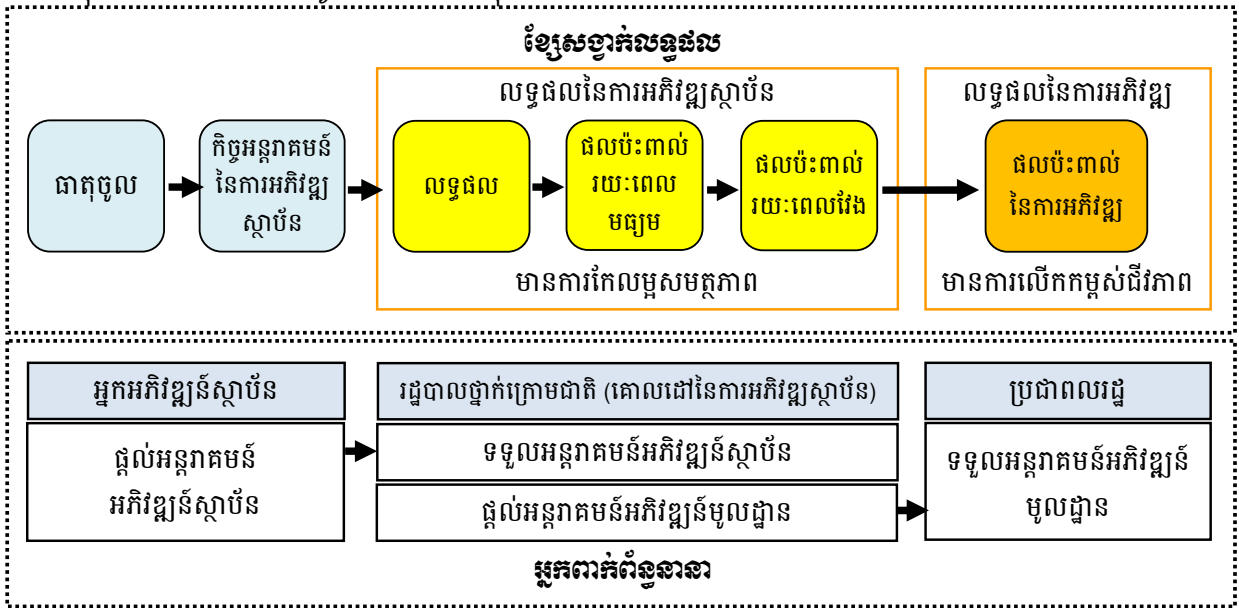 ខ្សែសង្វាក់លទ្ធផល
លទ្ធផលនៃការអភិវឌ្ឍស្ថាប័ន
លទ្ធផលនៃការអភិវឌ្ឍ
ធាតុចូល
កិច្ចអន្តរាគមន៍
នៃការអភិវឌ្ឍ
ស្ថាប័ន
លទ្ធផល
ផលប៉ះពាល់
រយៈពេល
មធ្យម
ផលប៉ះពាល់
រយៈពេលវែង
ផលប៉ះពាល់
នៃការអភិវឌ្ឍ
មានការកែលម្អសមត្ថភាព
មានការលើកកម្ពស់ជីវភាព
អ្នកអភិវឌ្ឍន៍ស្ថាប័ន
រដ្ឋបាលថ្នាក់ក្រោមជាតិ (គោលដៅនៃការអភិវឌ្ឍស្ថាប័ន)
ប្រជាពលរដ្ឋ
ផ្តល់អន្តរាគមន៍
អភិវឌ្ឍន៍ស្ថាប័ន
ទទួលអន្តរាគមន៍អភិវឌ្ឍន៍ស្ថាប័ន
ផ្តល់អន្តរាគមន៍អភិវឌ្ឍន៍មូលដ្ឋាន
ទទួលអន្តរាគមន៍អភិវឌ្ឍន៍
មូលដ្ឋាន
អ្នកពាក់ព័ន្ធនានា